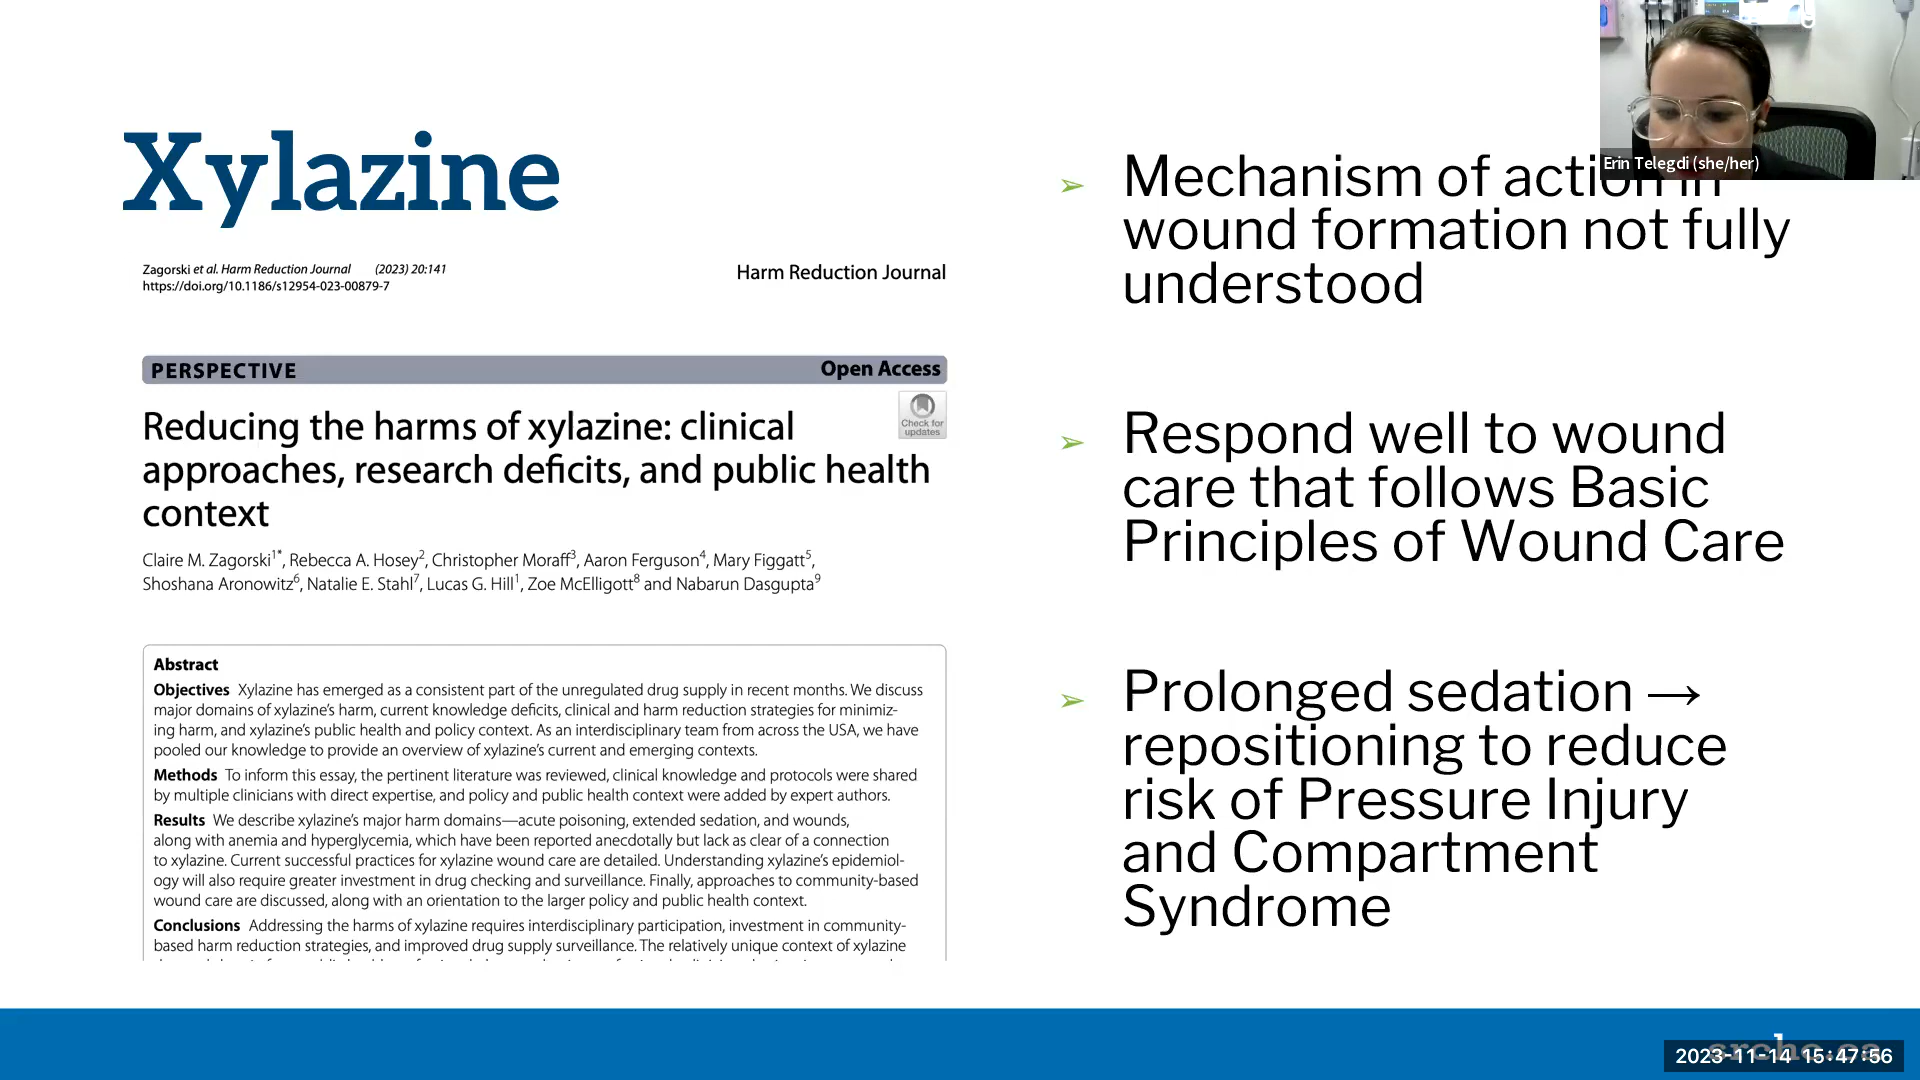 Xylazine
Zagorski et al. Harm Reduction Journal (2023) 20:141
https://doi.org/10.1186/s12954-023-00879-7
Harm Reduction Journal
PERSPECTIVE
Open Access
Check for
updates
Reducing the harms of xylazine: clinical
approaches, research deficits, and public health
context
Claire M. Zagorski1*, Rebecca A. Hosey2, Christopher Moraff3, Aaron Ferguson4, Mary Figgatt5,
Shoshana Aronowitz6, Natalie E. Stahl7, Lucas G. Hill1, Zoe McElligott8 and Nabarun Dasgupta9
Abstract
Objectives Xylazine has emerged as a consistent part of the unregulated drug supply in recent months. We discuss
major domains of xylazine's harm, current knowledge deficits, clinical and harm reduction strategies for minimiz-
ing harm, and xylazine's public health and policy context. As an interdisciplinary team from across the USA, we have
pooled our knowledge to provide an overview of xylazine's current and emerging contexts.
Methods To inform this essay, the pertinent literature was reviewed, clinical knowledge and protocols were shared
by multiple clinicians with direct expertise, and policy and public health context were added by expert authors.
Results We describe xylazine's major harm domains—acute poisoning, extended sedation, and wounds,
along with anemia and hyperglycemia, which have been reported anecdotally but lack as clear of a connection
to xylazine. Current successful practices for xylazine wound care are detailed. Understanding xylazine's epidemiol-
ogy will also require greater investment in drug checking and surveillance. Finally, approaches to community-based
wound care are discussed, along with an orientation to the larger policy and public health context.
Conclusions Addressing the harms of xylazine requires interdisciplinary participation, investment in community-
based harm reduction strategies, and improved drug supply surveillance. The relatively unique context of xylazine
➢ Mechanism of action in
wound formation not fully
understood
➢ Respond well to wound
care that follows Basic
Principles of Wound Care
➢ Prolonged sedation →
repositioning to reduce
risk of Pressure Injury
and Compartment
Syndrome
Erin Telegdi (she/her)
2023-11-14 15:47:56